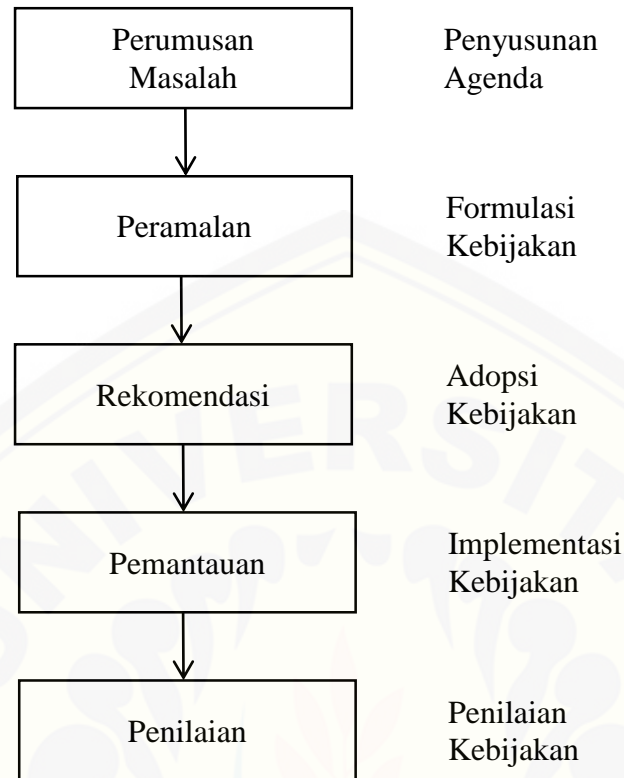 Perumusan
Masalah
Penyusunan
Agenda
Peramalan
Formulasi
Kebijakan
Rekomendasi
Adopsi
Kebijakan
Pemantauan
Implementasi
Kebijakan
Penilaian
Penilaian
Kebijakan